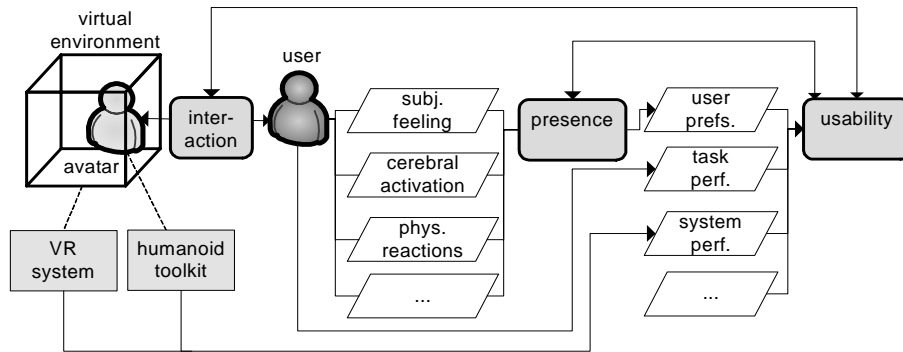 virtual
environment
avatar
VR
system
humanoid
toolkit
inter-
action
user
subj.
feeling
cerebral
activation
phys.
reactions
...
presence
user
prefs.
task
perf.
system
perf.
...
usability